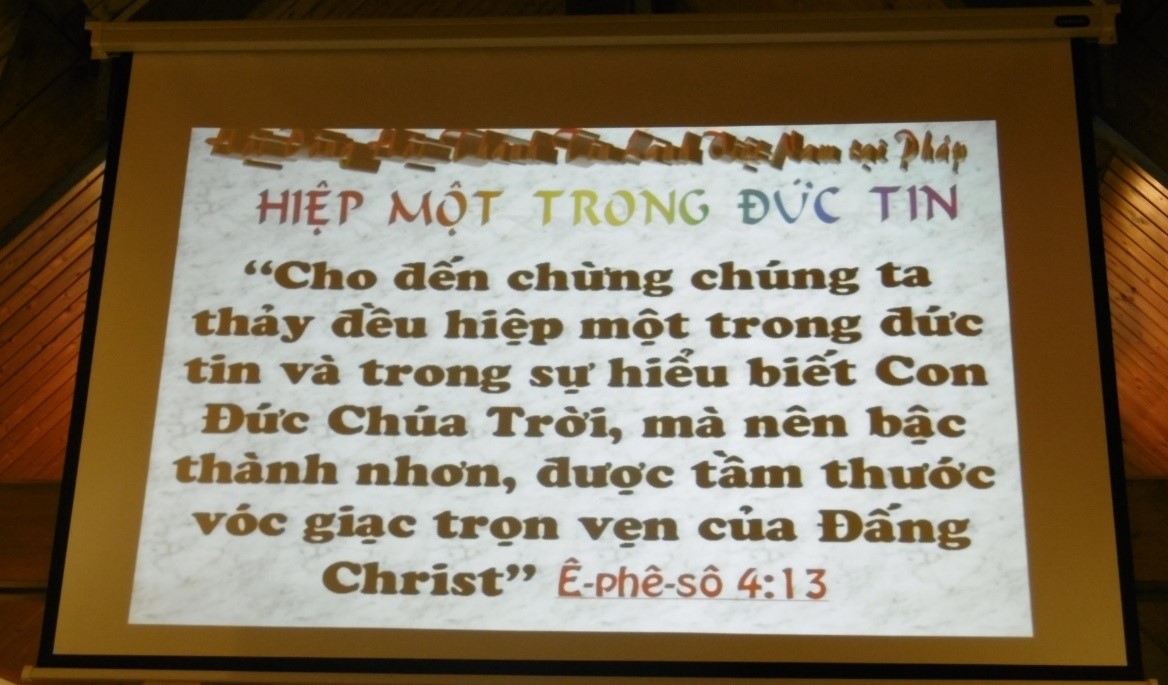 Việt Nam tại Pháp
HIỆP MỘT TRONG ĐỨC TIN
“Cho đến chừng chúng ta
thảy đều hiệp một trong đức
tin và trong sự hiểu biết Con
Đức Chúa Trời, mà nên bậc
thành nhơn, được tầm thước
vóc giạc trọn vẹn của Đấng
Christ” Ê-phê-sô 4:13